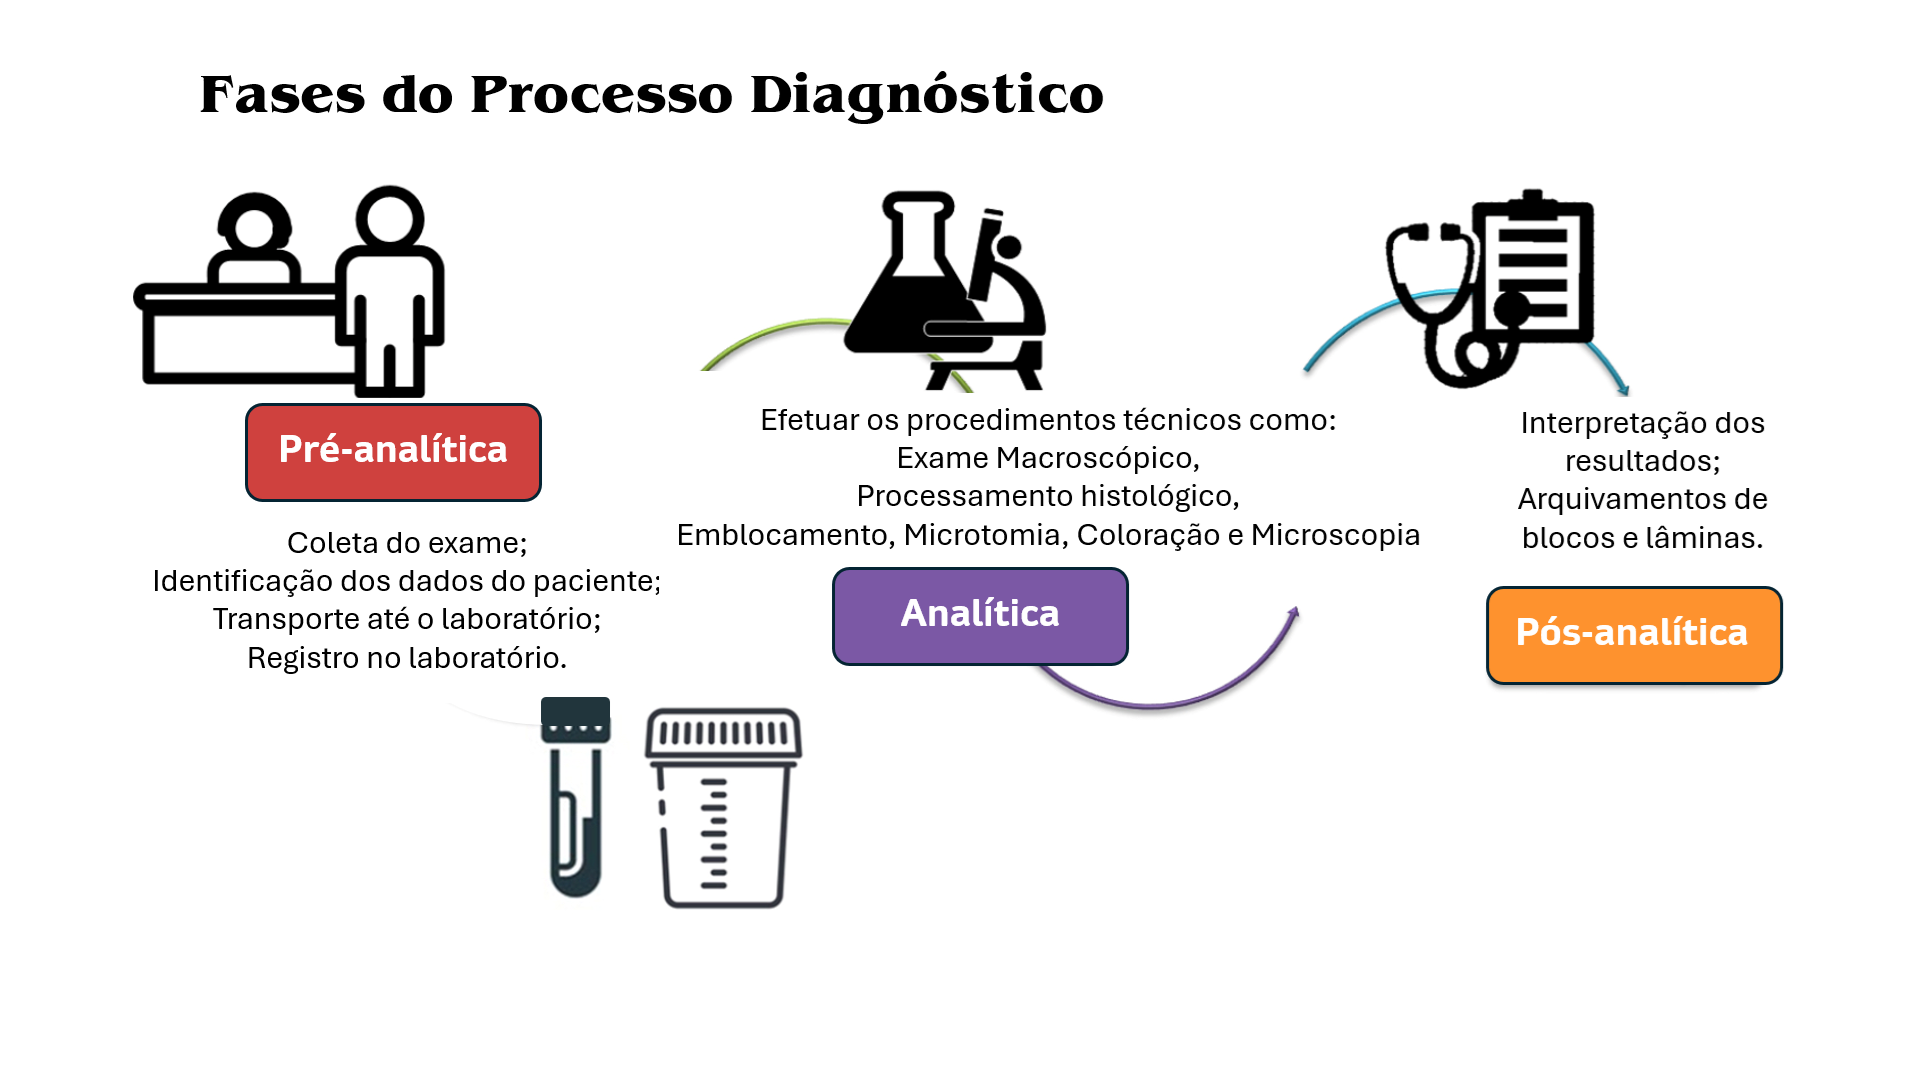 Fases do Processo Diagnóstico
Pré-analítica
Coleta do exame;
Identificação dos dados do paciente;
Transporte até o laboratório;
Registro no laboratório.
Efetuar os procedimentos técnicos como:
Exame Macroscópico,
Processamento histológico,
Emblocamento, Microtomia, Coloração e Microscopia
Analítica
Interpretação dos
resultados;
Arquivamentos de
blocos e lâminas.
Pós-analítica